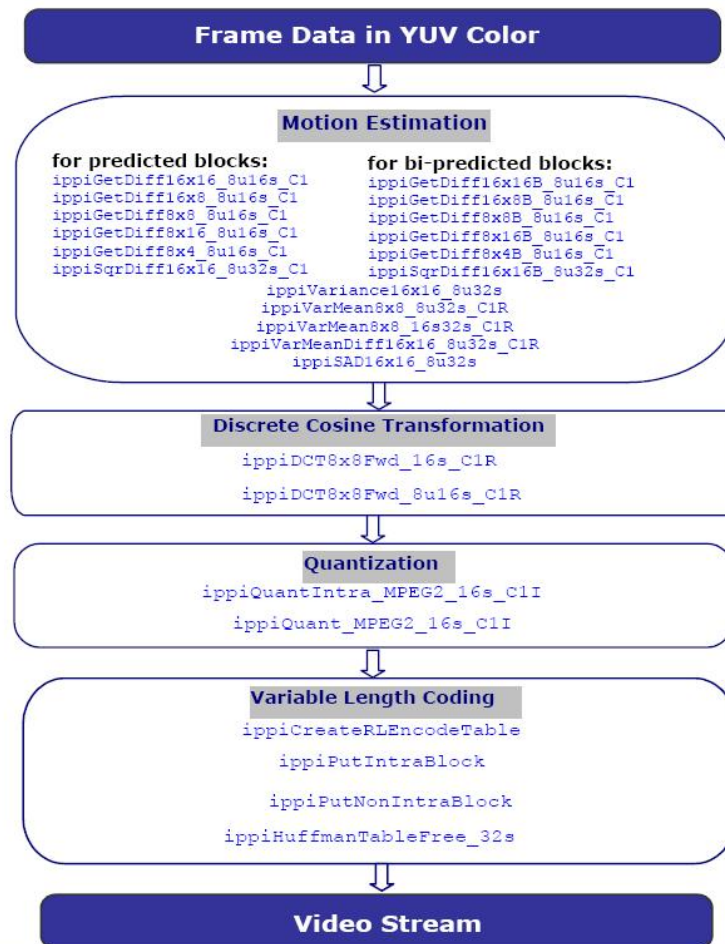 Frame Data in YUV Color
Motion Estimation
for predicted blocks:
ippiGetDiff16x16_8u16s_C1
ippiGetDiff16x8_8u16s_C1
ippiGetDiff8x8_8u16s_C1
ippiGetDiff8x16_8u16s_C1
ippiGetDiff8x4_8u16s_C1
ippiSqrDiff16x16_8u32s_C1
for bi-predicted blocks:
ippiGetDiff16x16B_8u16s_C1
ippiGetDiff16x8B_8u16s_C1
ippiGetDiff8x8B_8u16s_C1
ippiGetDiff8x16B_8u16s_C1
ippiGetDiff8x4B_8u16s_C1
ippiSqrDiff16x16B_8u32s_C1
ippiVariance16x16_8u32s
ippiVarMean8x8_8u32s_C1R
ippiVarMean8x8_16s32s_C1R
ippiVarMeanDiff16x16_8u32s_C1R
ippiSAD16x16_8u32s
Discrete Cosine Transformation
ippiDCT8x8Fwd_16s_C1R
ippiDCT8x8Fwd_8u16s_C1R
Quantization
ippiQuantIntra_MPEG2_16s_C1I
ippiQuant_MPEG2_16s_C1I
Variable Length Coding
ippiCreateRLEncodeTable
ippiPutIntraBlock
ippiPutNonIntraBlock
ippiHuffmanTableFree_32s
Video Stream